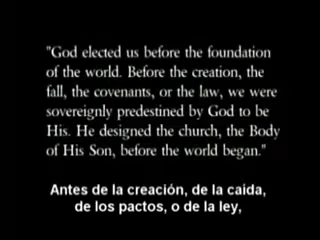 "God elected us before the foundation
of the world. Before the creation, the
fall, the covenants, or the law, we were
sovereignly predestined by God to be
His. He designed the church, the Body
of His Son, before the world began."
Antes de la creación, de la caida,
de los pactos, o de la ley,